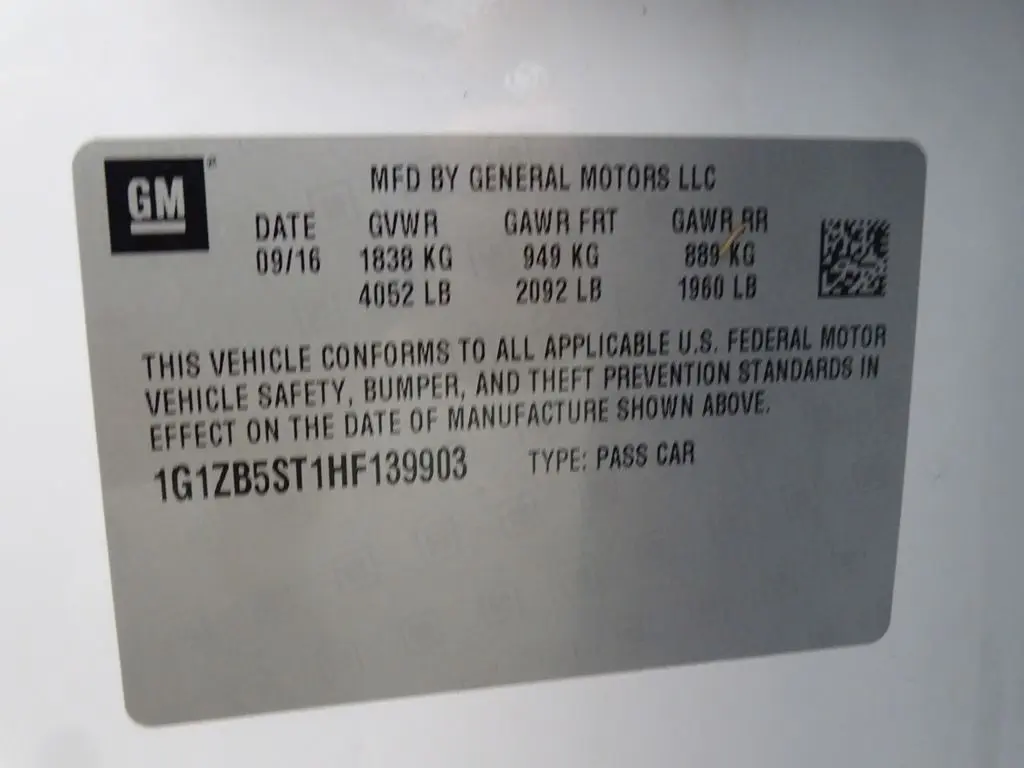 GM®
MFD BY GENERAL MOTORS LLC
DATE GVWR GAWR FRT GAWR RR
09/16 1838 KG 949 KG 889 KG
4052 LB 2092 LB 1960 LB
THIS VEHICLE CONFORMS TO ALL APPLICABLE U.S. FEDERAL MOTOR
VEHICLE SAFETY, BUMPER, AND THEFT PREVENTION STANDARDS IN
EFFECT ON THE DATE OF MANUFACTURE SHOWN ABOVE.
1G1ZB5ST1HF139903 TYPE: PASS CAR